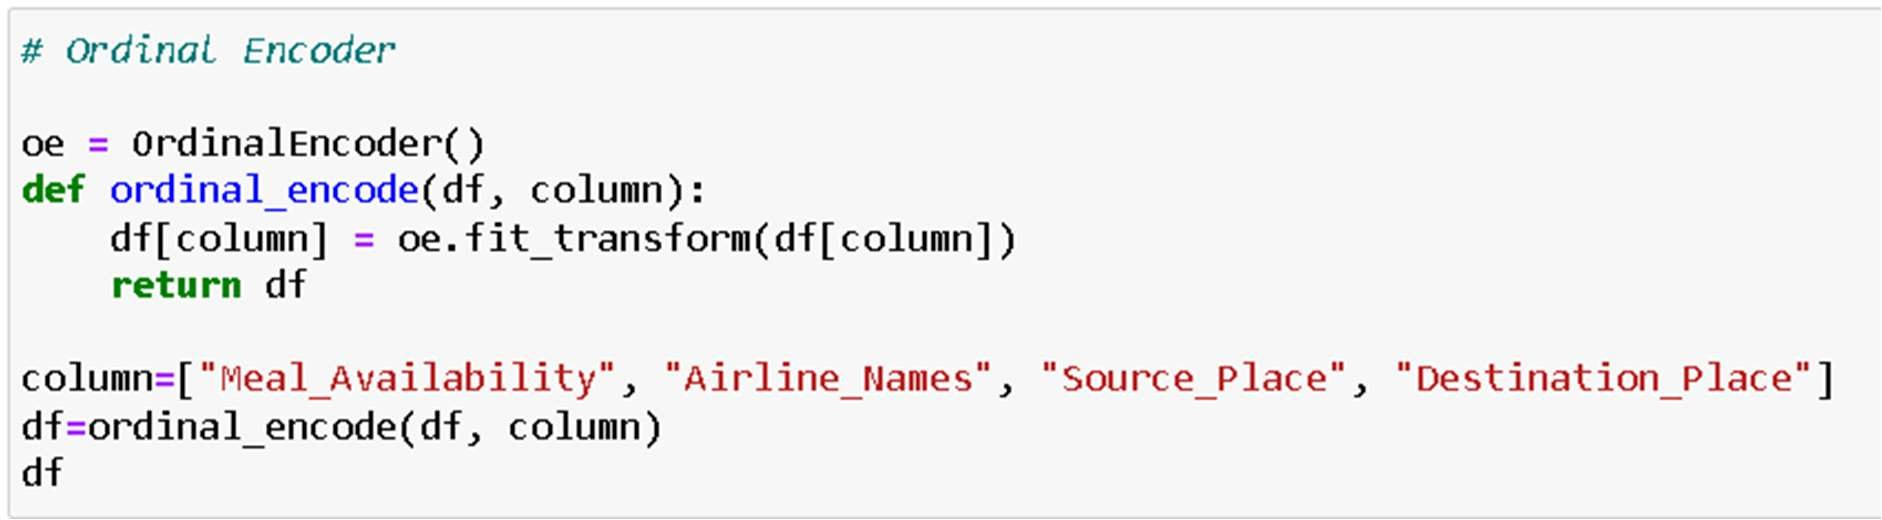 # Ordinal Encoder
oe = OrdinalEncoder()
def ordinal_encode(df, column):
    df[column] = oe.fit_transform(df[column])
    return df
column=["Meal_Availability", "Airline_Names", "Source_Place", "Destination_Place"]
df=ordinal_encode(df, column)
df